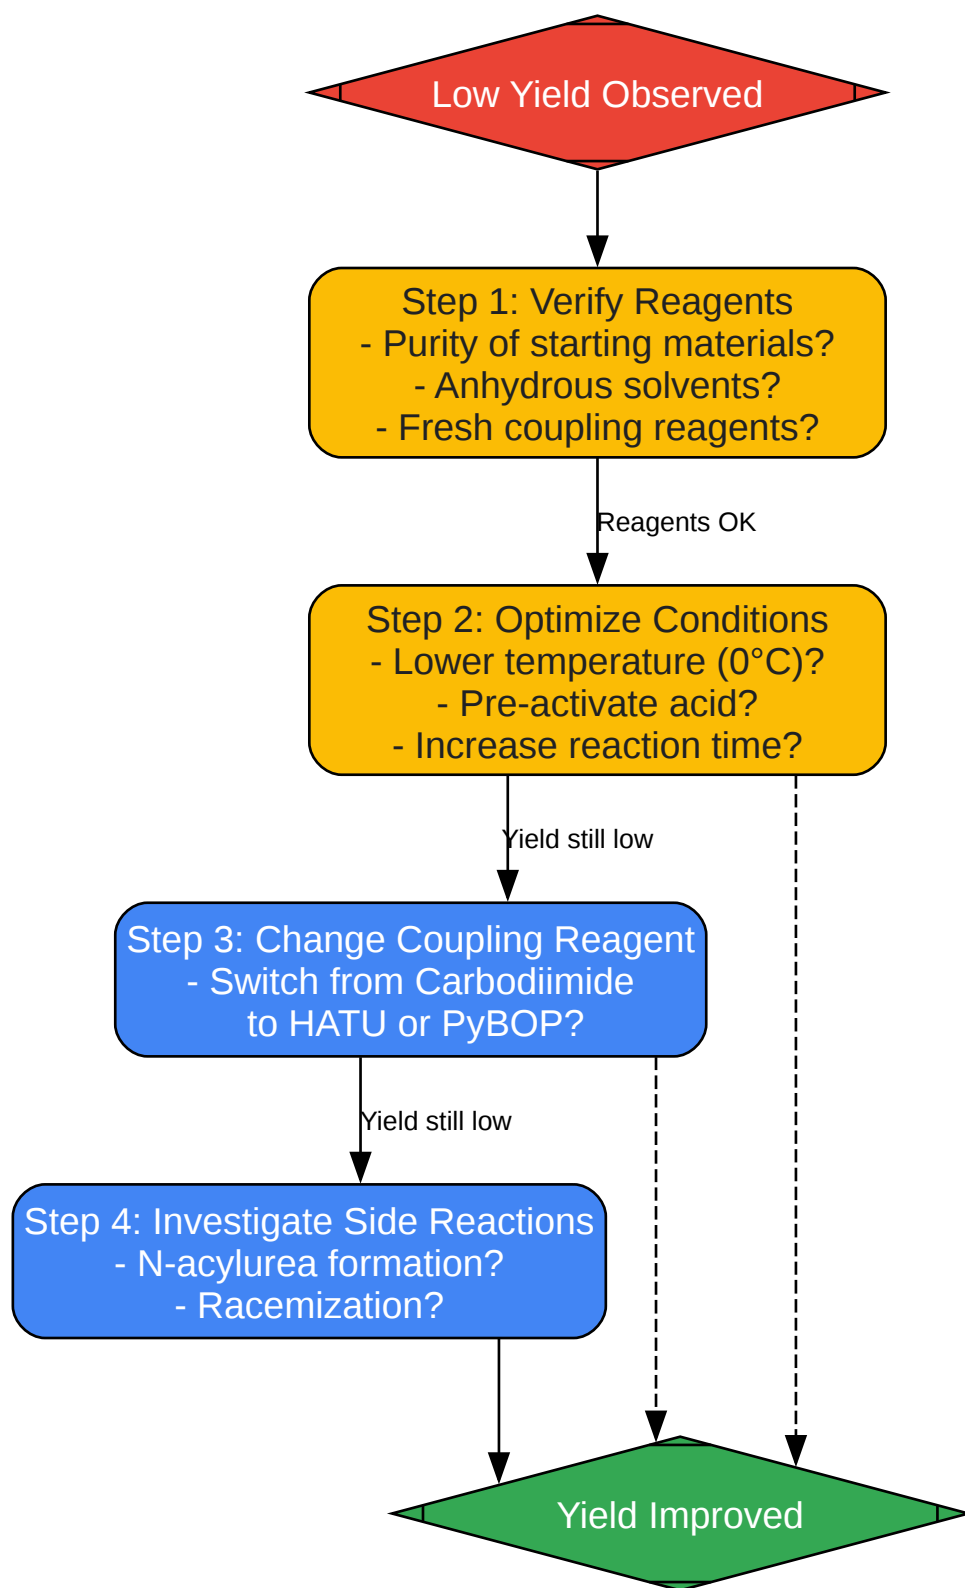 Low Yield Observed
Step 1: Verify Reagents
- Purity of starting materials?
- Anhydrous solvents?
- Fresh coupling reagents?
Reagents OK
Step 2: Optimize Conditions
- Lower temperature (0°C)?
- Pre-activate acid?
- Increase reaction time?
Yield still low
Step 3: Change Coupling Reagent
- Switch from Carbodiimide
to HATU or PyBOP?
Yield still low
Step 4: Investigate Side Reactions
- N-acylurea formation?
- Racemization?
Yield Improved